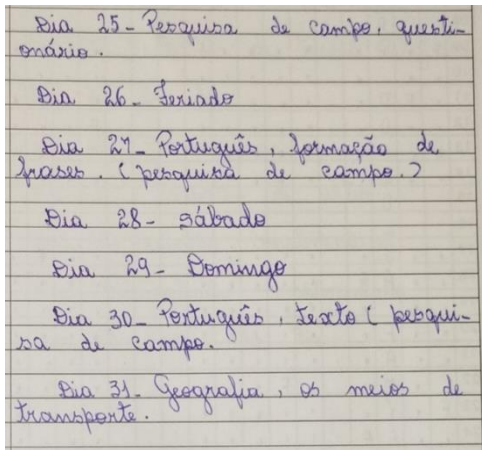 Dia 25- Pesquisa de campo, questi-
onário.
Dia 26- Feriado
Dia 27- Português, formação de
frases. (pesquisa de campo.)
Dia 28- sábado
Dia 29- Domingo
Dia 30- Português, texto ( pesqui-
sa de campo.
Dia 31- Geografia, os meios de
transporte.